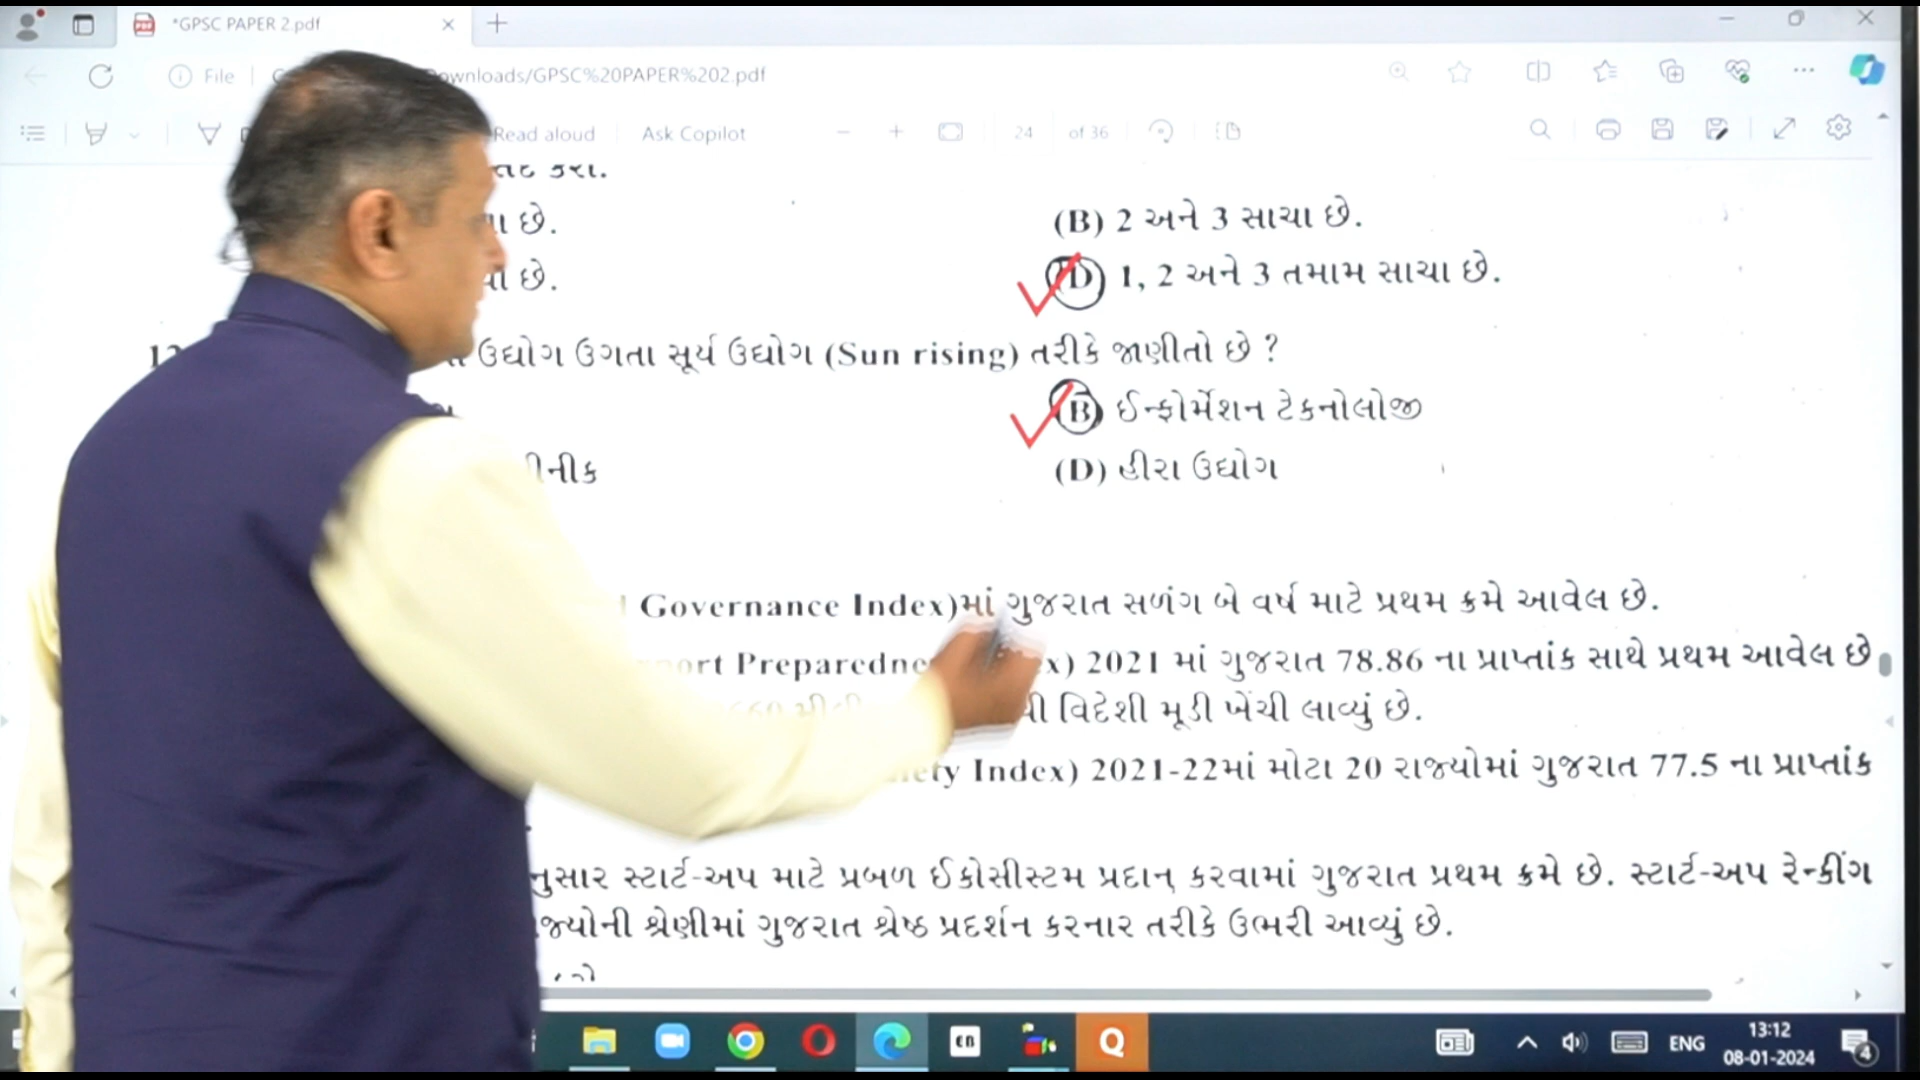 *GPSC PAPER 2.pdf
File
ownloads/GPSC%20PAPER%202.pdf
Read aloud
Ask Copilot
24 of 36
છે.
(B) 2 અને 3 સાચા છે.
છે.
(D) 1, 2 અને 3 તમામ સાચા છે.
ઉદ્યોગ ઉગતા સૂર્ય ઉદ્યોગ (Sun rising) તરીકે જાણીતો છે ?
(B) ઈન્ફોર્મેશન ટેકનોલોજી
(D) હીરા ઉદ્યોગ
Governance Index)માં ગુજરાત સળંગ બે વર્ષ માટે પ્રથમ ક્રમે આવેલ છે.
2021 માં ગુજરાત 78.86 ના પ્રાપ્તાંક સાથે પ્રથમ આવેલ છે
વિદેશી મૂડી ખેંચી લાવ્યું છે.
Index) 2021-22માં મોટા 20 રાજ્યોમાં ગુજરાત 77.5 ના પ્રાપ્તાંક
નુસાર સ્ટાર્ટ-અપ માટે પ્રબળ ઈકોસીસ્ટમ પ્રદાન કરવામાં ગુજરાત પ્રથમ ક્રમે છે. સ્ટાર્ટ-અપ રેન્કીંગ
જ્યોની શ્રેણીમાં ગુજરાત શ્રેષ્ઠ પ્રદર્શન કરનાર તરીકે ઉભરી આવ્યું છે.
ENG
13:12
08-01-2024
4